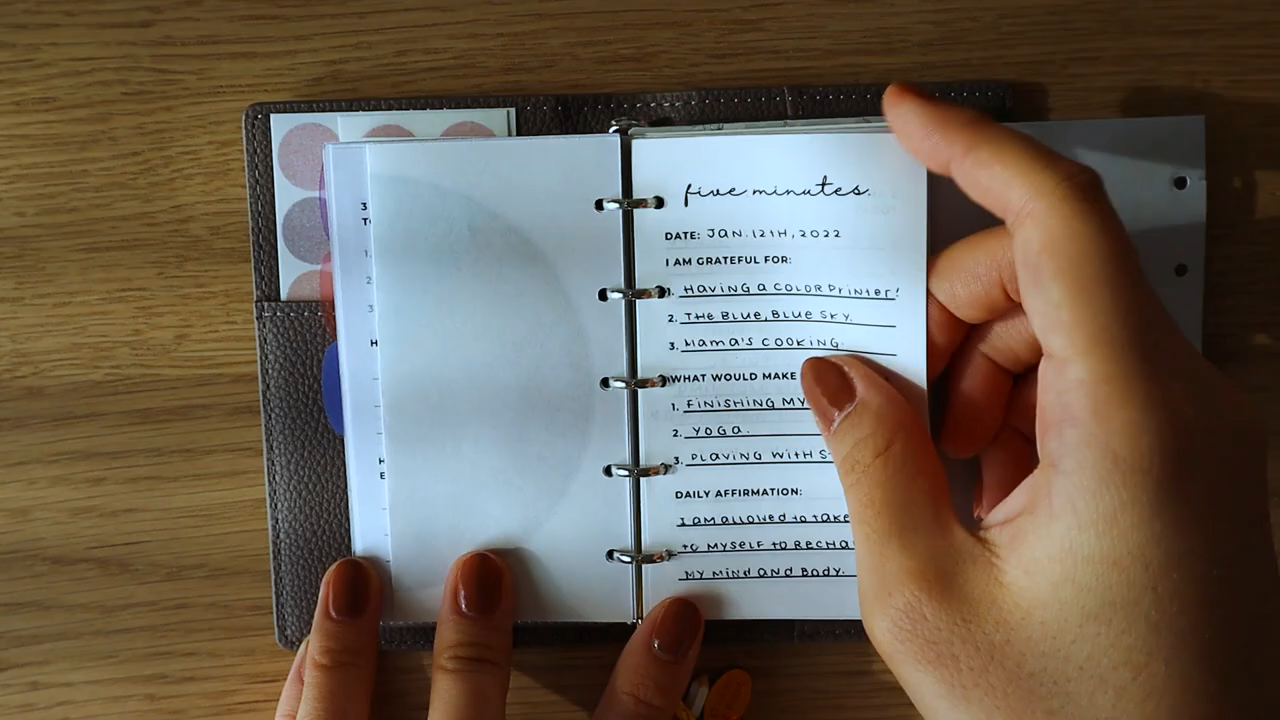 five minutes.
DATE: JAN. 12TH, 2022
I AM GRATEFUL FOR:
1. HAVING A COLOR PRINTER!
2. THE BLUE, BLUE SKY.
3. MAMA'S COOKING.
WHAT WOULD MAKE
1. FINISHING MY
2. YOGA.
3. PLAYING WITH
DAILY AFFIRMATION:
I AM ALLOWED TO TAKE
TO MYSELF TO
MY MIND AND BODY.